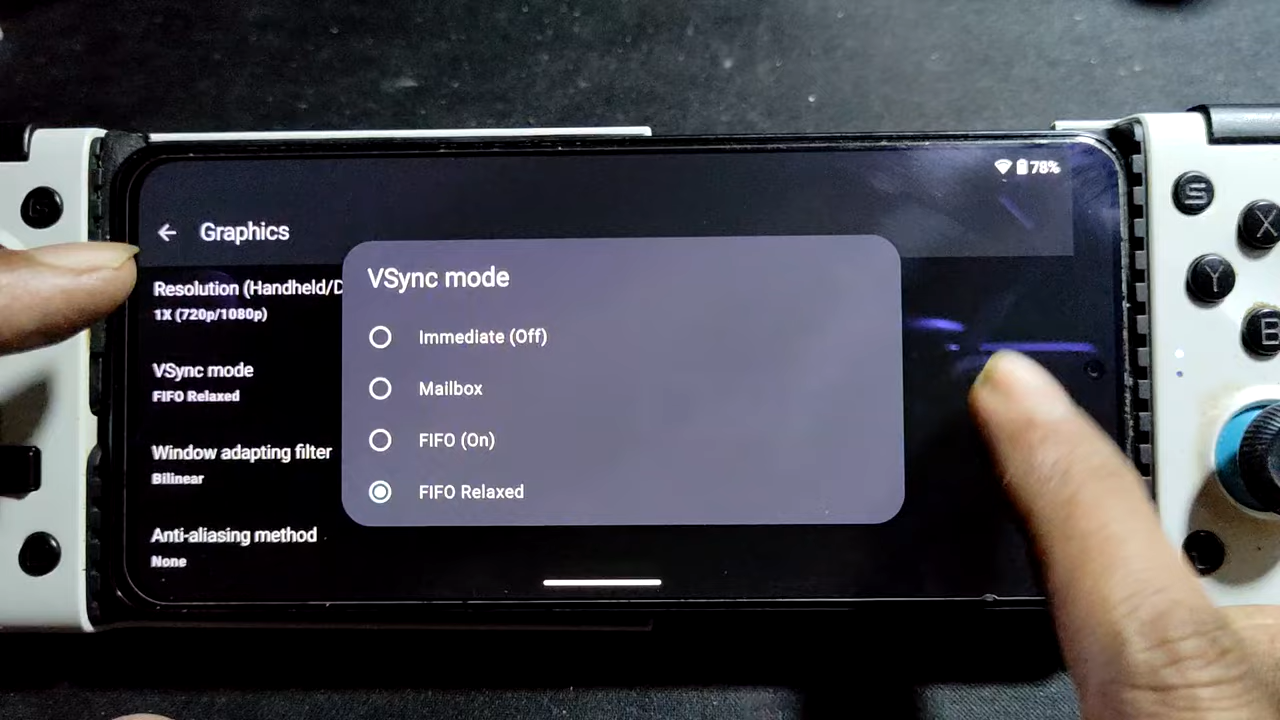 78%
Graphics
Resolution (Handheld/D
1X (720p/1080p)
VSync mode
FIFO Relaxed
Window adapting filter
Bilinear
Anti-aliasing method
None
VSync mode
Immediate (Off)
Mailbox
FIFO (On)
FIFO Relaxed
S
X
Y
B